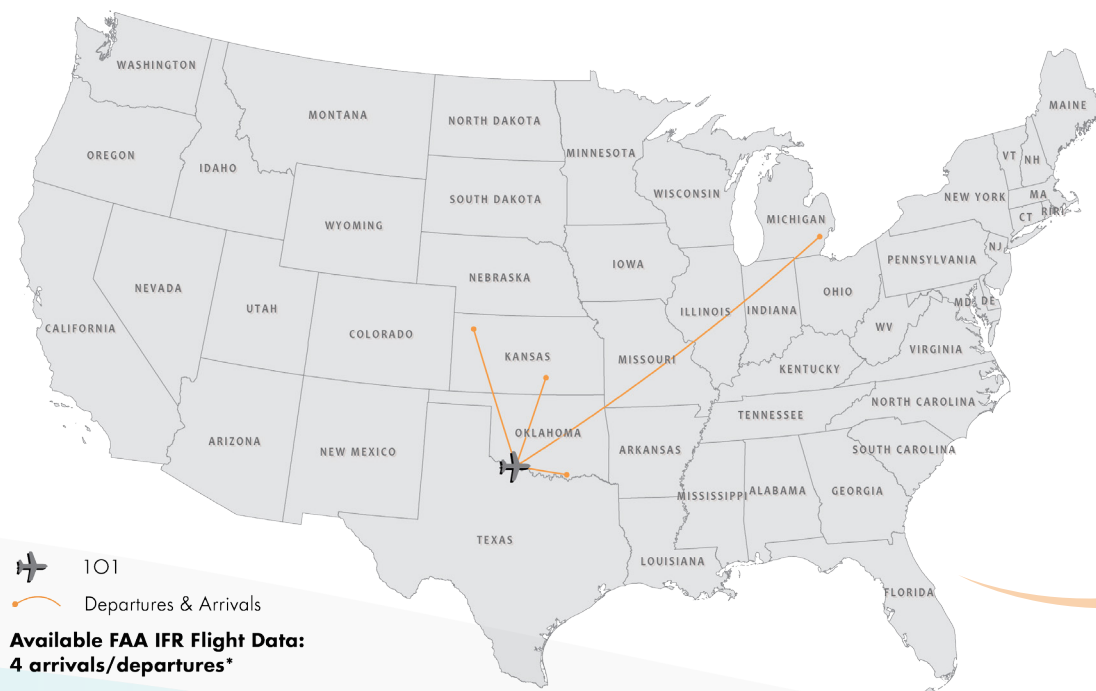 WASHINGTON
MAINE
MONTANA
NORTH DAKOTA
MINNESOTA
OREGON
IDAHO
VT
NH
WISCONSIN
SOUTH DAKOTA
NEW YORK
MA
WYOMING
MICHIGAN
CT
RI
NJ
IOWA
PENNSYLVANIA
NEBRASKA
NEVADA
OHIO
MD
DE
UTAH
ILLINOIS
INDIANA
CALIFORNIA
COLORADO
WV
KANSAS
MISSOURI
VIRGINIA
KENTUCKY
NORTH CAROLINA
TENNESSEE
OKLAHOMA
ARIZONA
NEW MEXICO
ARKANSAS
SOUTH CAROLINA
MISSISSIPPI
ALABAMA
GEORGIA
TEXAS
LOUISIANA
FLORIDA
1O1
Departures & Arrivals
Available FAA IFR Flight Data:
4 arrivals/departures*